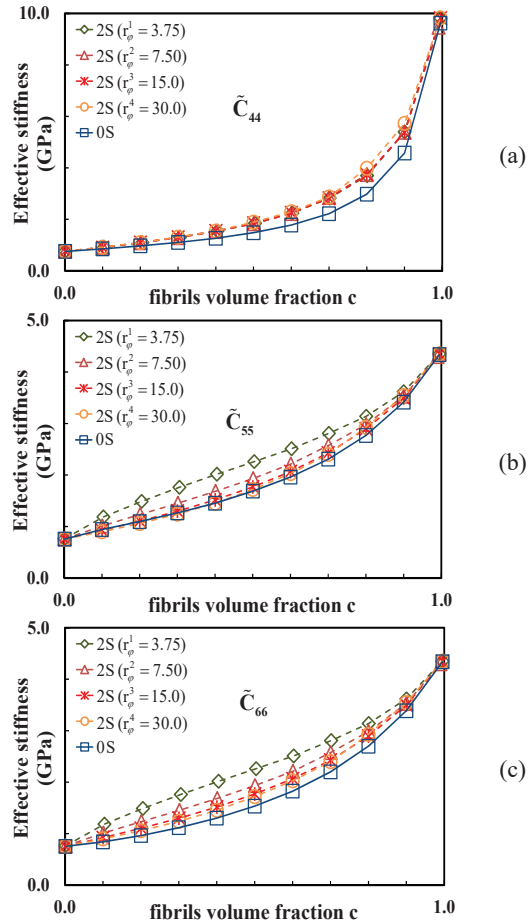 10.0
2S (r¹φ = 3.75)
2S (r²φ = 7.50)
2S (r³φ = 15.0)
2S (r⁴φ = 30.0)
0S
C̃44
Effective stiffness
(GPa)
(a)
0.0
0.0
1.0
fibrils volume fraction c
5.0
2S (r¹φ = 3.75)
2S (r²φ = 7.50)
2S (r³φ = 15.0)
2S (r⁴φ = 30.0)
0S
C̃55
Effective stiffness
(GPa)
(b)
0.0
0.0
1.0
fibrils volume fraction c
5.0
2S (r¹φ = 3.75)
2S (r²φ = 7.50)
2S (r³φ = 15.0)
2S (r⁴φ = 30.0)
0S
C̃66
Effective stiffness
(GPa)
(c)
0.0
0.0
1.0
fibrils volume fraction c